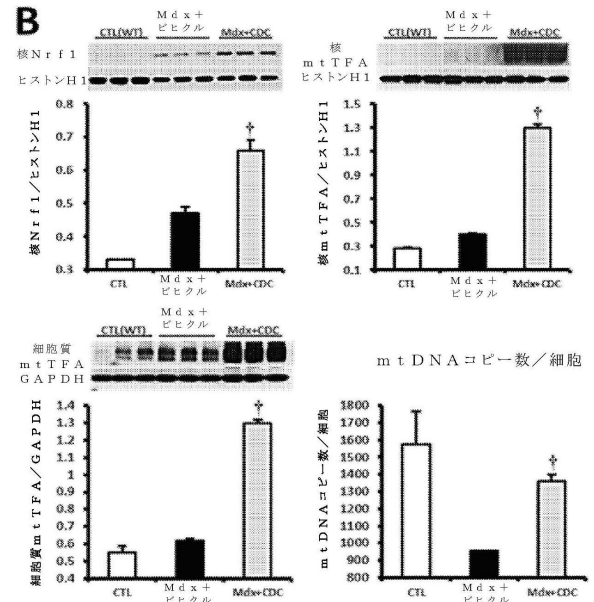 B
CTL(WT)
Mdx+
ビヒクル
Mdx+CDC
核Nrf1
ヒストンH1
核Nrf1/ヒストンH1
0.8
0.7
0.6
0.5
0.4
0.3
CTL
Mdx+
ビヒクル
Mdx+CDC
†
CTL(WT)
Mdx+
ビヒクル
Mdx+CDC
核
mtTFA
ヒストンH1
核mtTFA/ヒストンH1
1.5
1.3
1.1
0.9
0.7
0.5
0.3
0.1
CTL
Mdx+
ビヒクル
Mdx+CDC
†
CTL(WT)
Mdx+
ビヒクル
Mdx+CDC
細胞質
mtTFA
GAPDH
細胞質mtTFA/GAPDH
1.4
1.3
1.2
1.1
1
0.9
0.8
0.7
0.6
0.5
0.4
CTL
Mdx+
ビヒクル
Mdx+CDC
†
mtDNAコピー数/細胞
mtDNAコピー数/細胞
1800
1700
1600
1500
1400
1300
1200
1100
1000
900
800
CTL
Mdx+
ビヒクル
Mdx+CDC
†